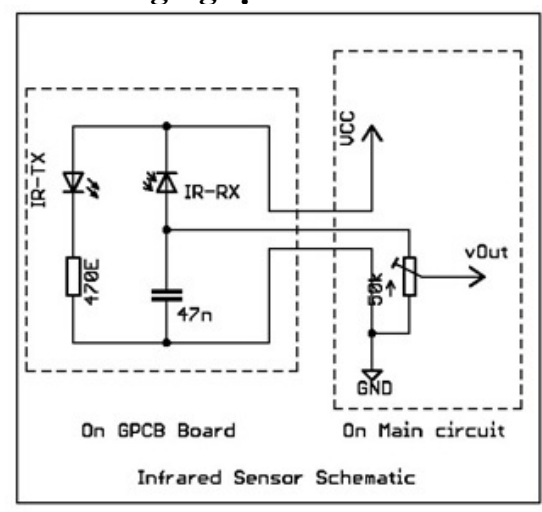 VCC
IR-TX
IR-RX
vOut
470E
50k
47n
GND
On GPCB Board
On Main circuit
Infrared Sensor Schematic